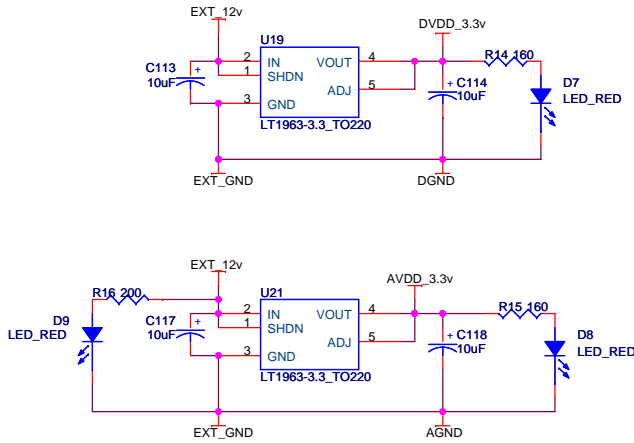 EXT_12v
U19
DVDD_3.3v
R14 160
C113
10uF
+
2
IN
VOUT
4
1
SHDN
ADJ
5
3
GND
LT1963-3.3_TO220
+
C114
10uF
D7
LED_RED
EXT_GND
DGND
EXT_12v
R16 200
U21
AVDD_3.3v
R15 160
D9
LED_RED
C117
10uF
+
2
IN
VOUT
4
1
SHDN
ADJ
5
3
GND
LT1963-3.3_TO220
+
C118
10uF
D8
LED_RED
EXT_GND
AGND